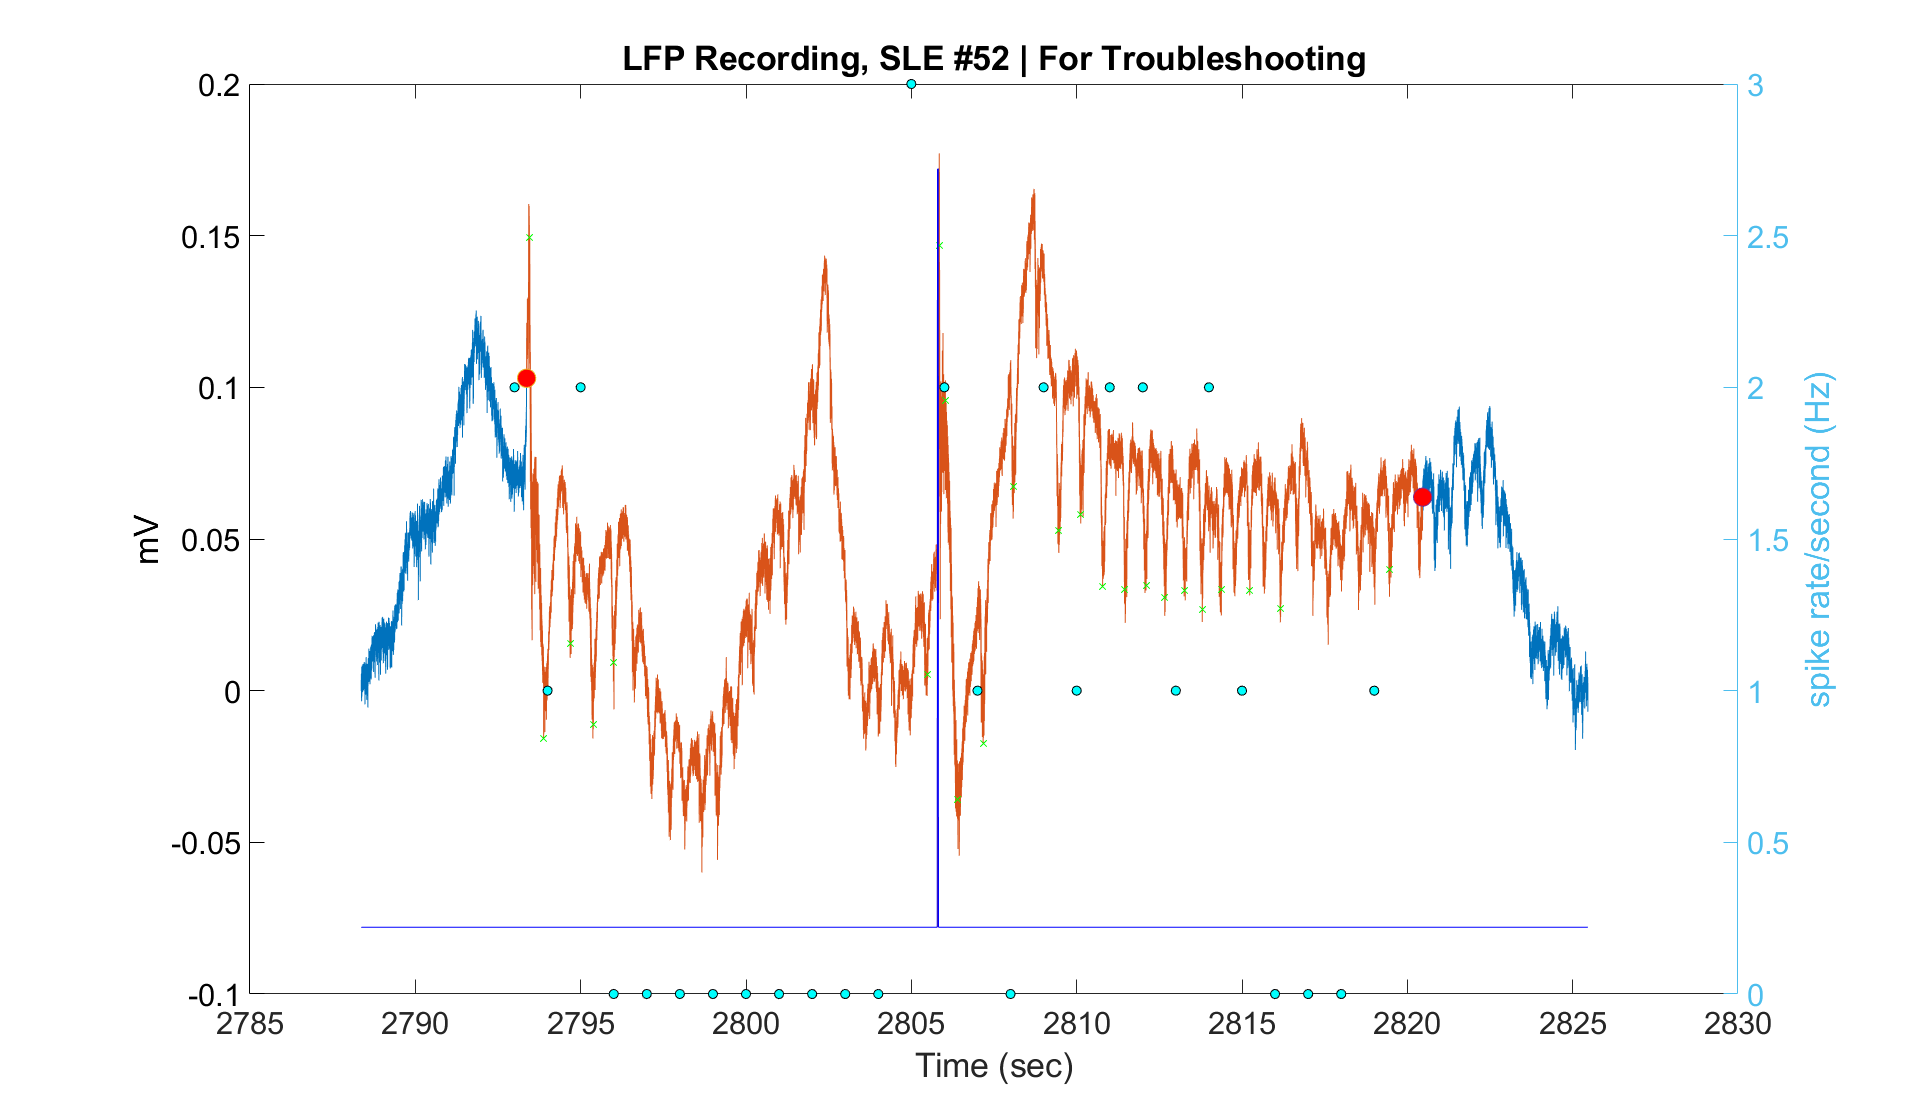 LFP Recording, SLE #52 | For Troubleshooting
0.2
0.15
0.1
0.05
0
-0.05
-0.1
mV
3
2.5
2
1.5
1
0.5
0
spike rate/second (Hz)
2785 2790 2795 2800 2805 2810 2815 2820 2825 2830
Time (sec)